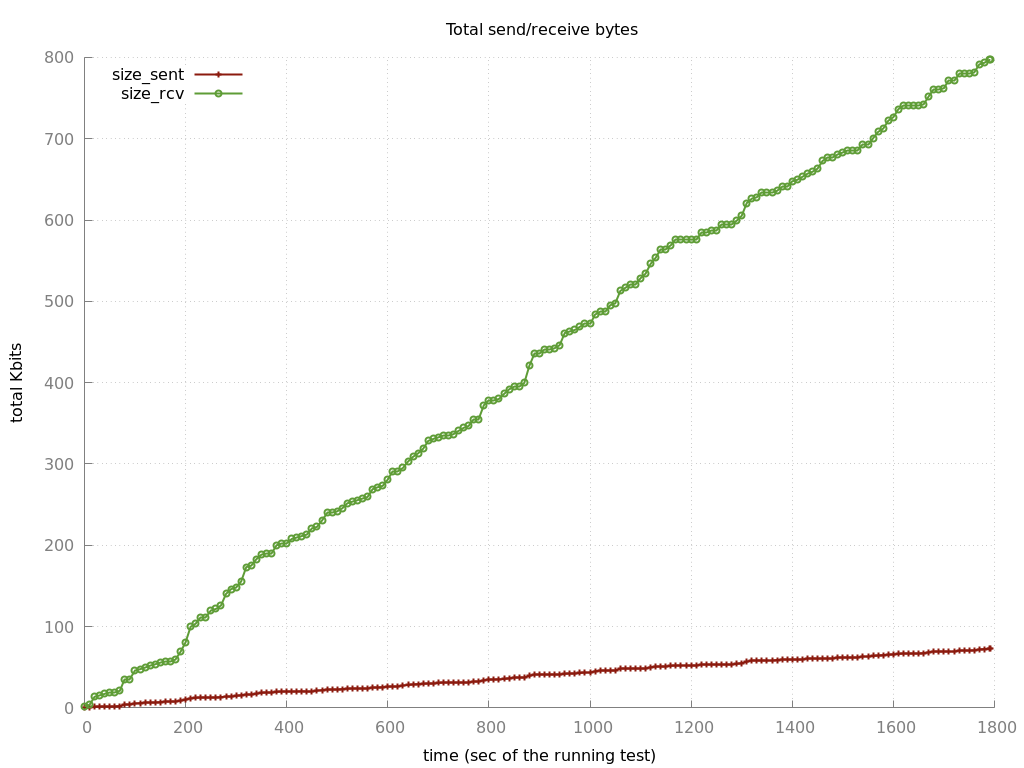 Total send/receive bytes
size_sent
size_rcv
800
700
600
500
400
300
200
100
0
total Kbits
0 200 400 600 800 1000 1200 1400 1600 1800
time (sec of the running test)